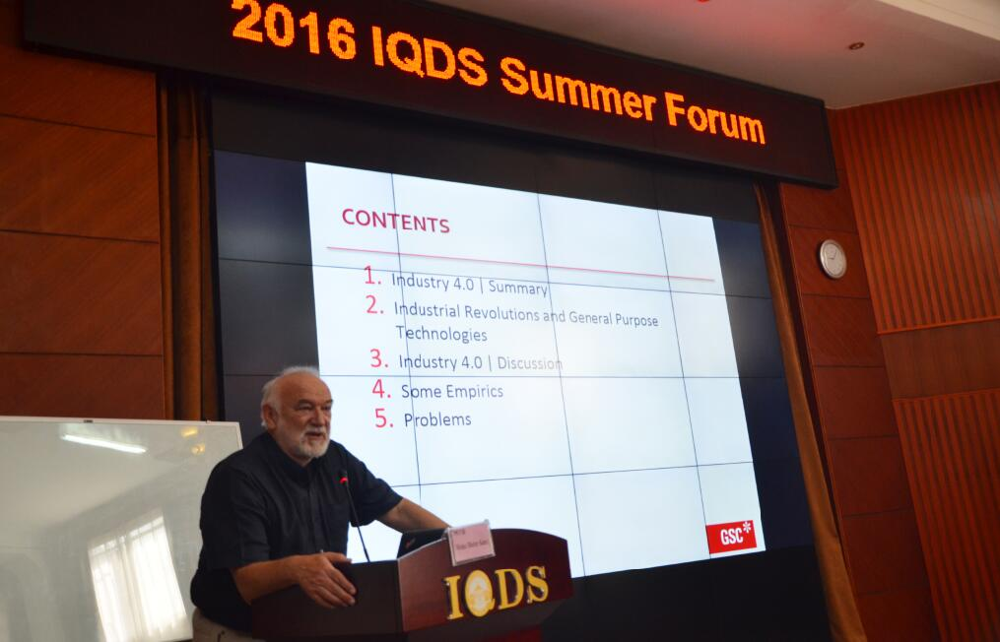 2016 IQDS Summer Forum
CONTENTS
1. Industry 4.0 | Summary
2. Industrial Revolutions and General Purpose
Technologies
3. Industry 4.0 | Discussion
4. Some Empirics
5. Problems
GSC*
IQDS